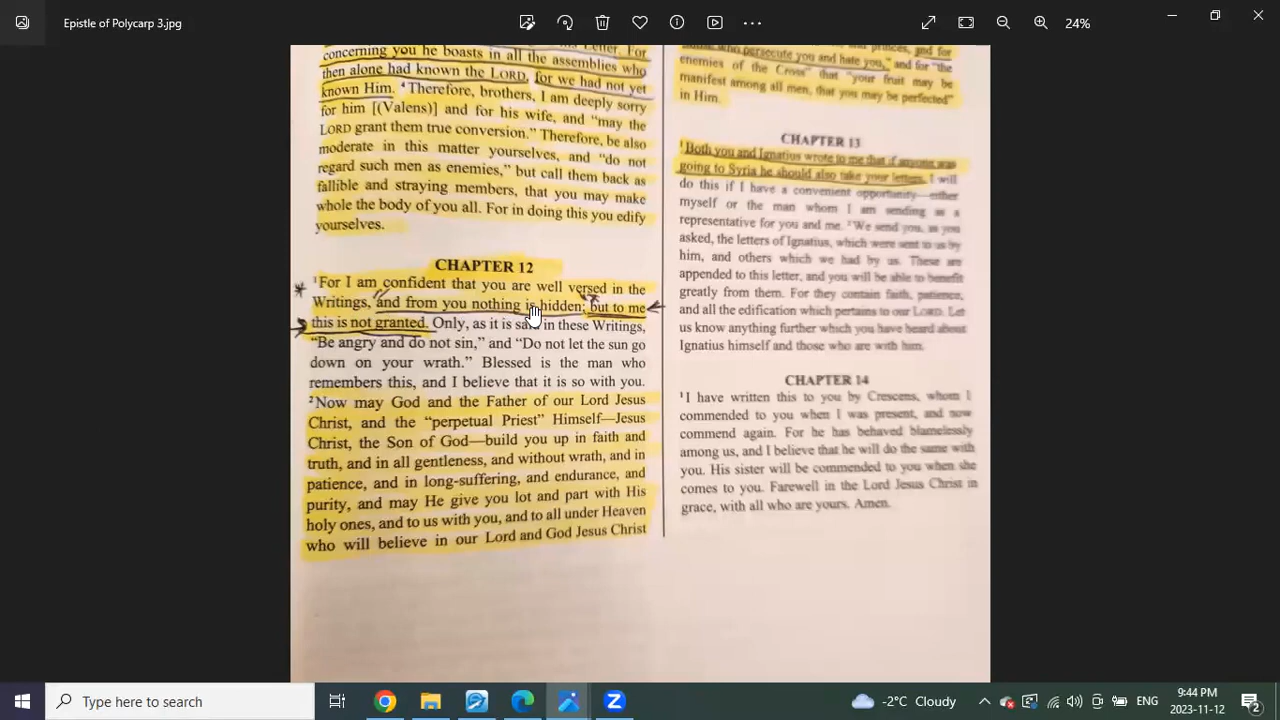 Epistle of Polycarp 3.jpg
24%
concerning you he boasts in all the assemblies who
then alone had known the LORD, for we had not yet
known Him. ⁴Therefore, brothers, I am deeply sorry
for him [(Valens)] and for his wife, and “may the
LORD grant them true conversion.” Therefore, be also
moderate in this matter yourselves, and “do not
regard such men as enemies,” but call them back as
fallible and straying members, that you may make
whole the body of you all. For in doing this you edify
yourselves.
CHAPTER 12
¹For I am confident that you are well versed in the
Writings, and from you nothing is hidden; but to me
this is not granted. Only, as it is said in these Writings,
“Be angry and do not sin,” and “Do not let the sun go
down on your wrath.” Blessed is the man who
remembers this, and I believe that it is so with you.
²Now may God and the Father of our Lord Jesus
Christ, and the “perpetual Priest” Himself—Jesus
Christ, the Son of God—build you up in faith and
truth, and in all gentleness, and without wrath, and in
patience, and in long-suffering, and endurance, and
purity, and may He give you lot and part with His
holy ones, and to us with you, and to all under Heaven
who will believe in our Lord and God Jesus Christ
who persecute you and hate you,” and for “the
enemies of the Cross” that “your fruit may be
manifest among all men, that you may be perfected”
in Him.
CHAPTER 13
¹Both you and Ignatius wrote to me that if anyone was
going to Syria he should also take your letters. I will
do this if I have a convenient opportunity—either
myself or the man whom I am sending as a
representative for you and me. ²We send you, as you
asked, the letters of Ignatius, which were sent to us by
him, and others which we had by us. These are
appended to this letter, and you will be able to benefit
greatly from them. For they contain faith, patience,
and all the edification which pertains to our LORD. Let
us know anything further which you have heard about
Ignatius himself and those who are with him.
CHAPTER 14
¹I have written this to you by Crescens, whom I
commended to you when I was present, and now
commend again. For he has behaved blamelessly
among us, and I believe that he will do the same with
you. His sister will be commended to you when she
comes to you. Farewell in the Lord Jesus Christ in
grace, with all who are yours. Amen.
Type here to search
-2°C Cloudy
ENG
9:44 PM
2023-11-12
2